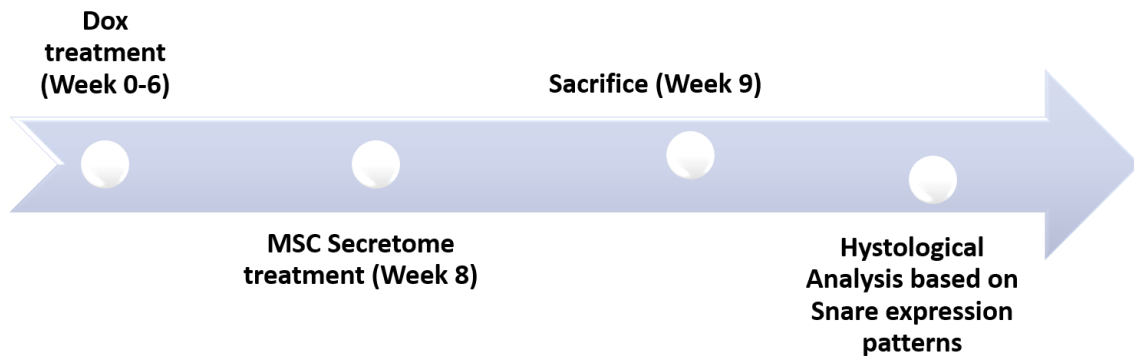 Dox
treatment
(Week 0-6)
MSC Secretome
treatment (Week 8)
Sacrifice (Week 9)
Hystological
Analysis based on
Snare expression
patterns